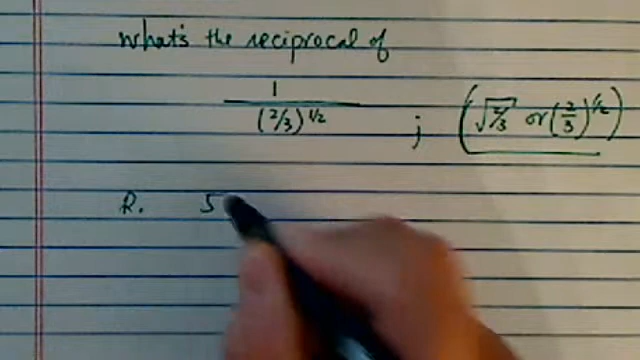 What's the reciprocal of
1
(2/3)^1/2 ; (√2/3 or (2/3)^1/2)
R. 5